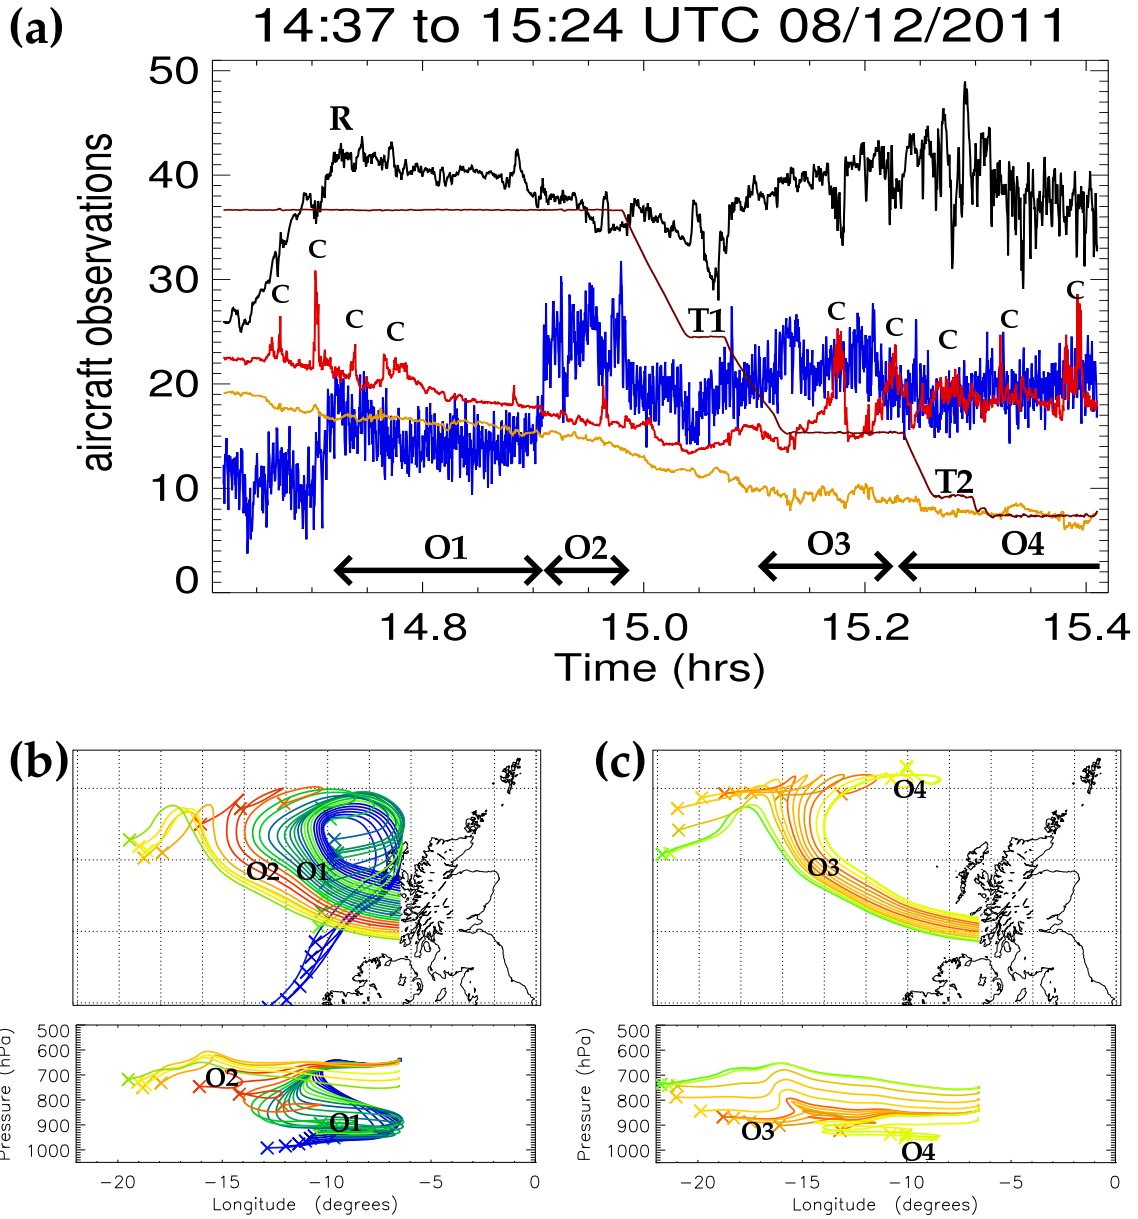 (a)
14:37 to 15:24 UTC 08/12/2011
aircraft observations
50
40
30
20
10
0
R
C
C
C
C
T1
C
C
C
C
C
T2
O1
O2
O3
O4
14.8
15.0
15.2
15.4
Time (hrs)
(b)
O2
O1
Pressure (hPa)
500
600
700
800
900
1000
O2
O1
−20
−15
−10
−5
0
Longitude (degrees)
(c)
O4
O3
Pressure (hPa)
500
600
700
800
900
1000
O3
O4
−20
−15
−10
−5
0
Longitude (degrees)